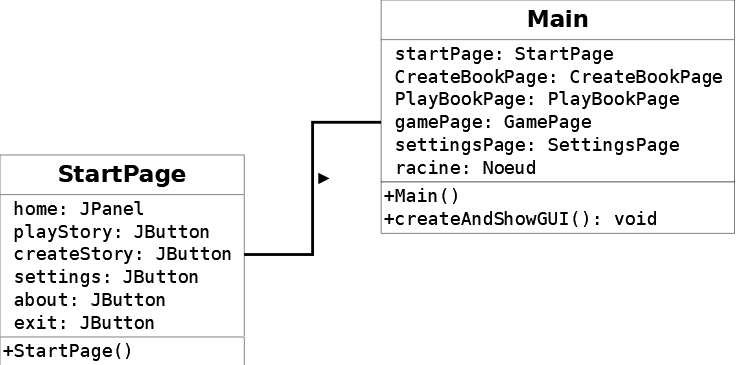 Main
startPage: StartPage
CreateBookPage: CreateBookPage
PlayBookPage: PlayBookPage
gamePage: GamePage
settingsPage: SettingsPage
racine: Noeud
+Main()
+createAndShowGUI(): void
StartPage
home: JPanel
playStory: JButton
createStory: JButton
settings: JButton
about: JButton
exit: JButton
+StartPage()